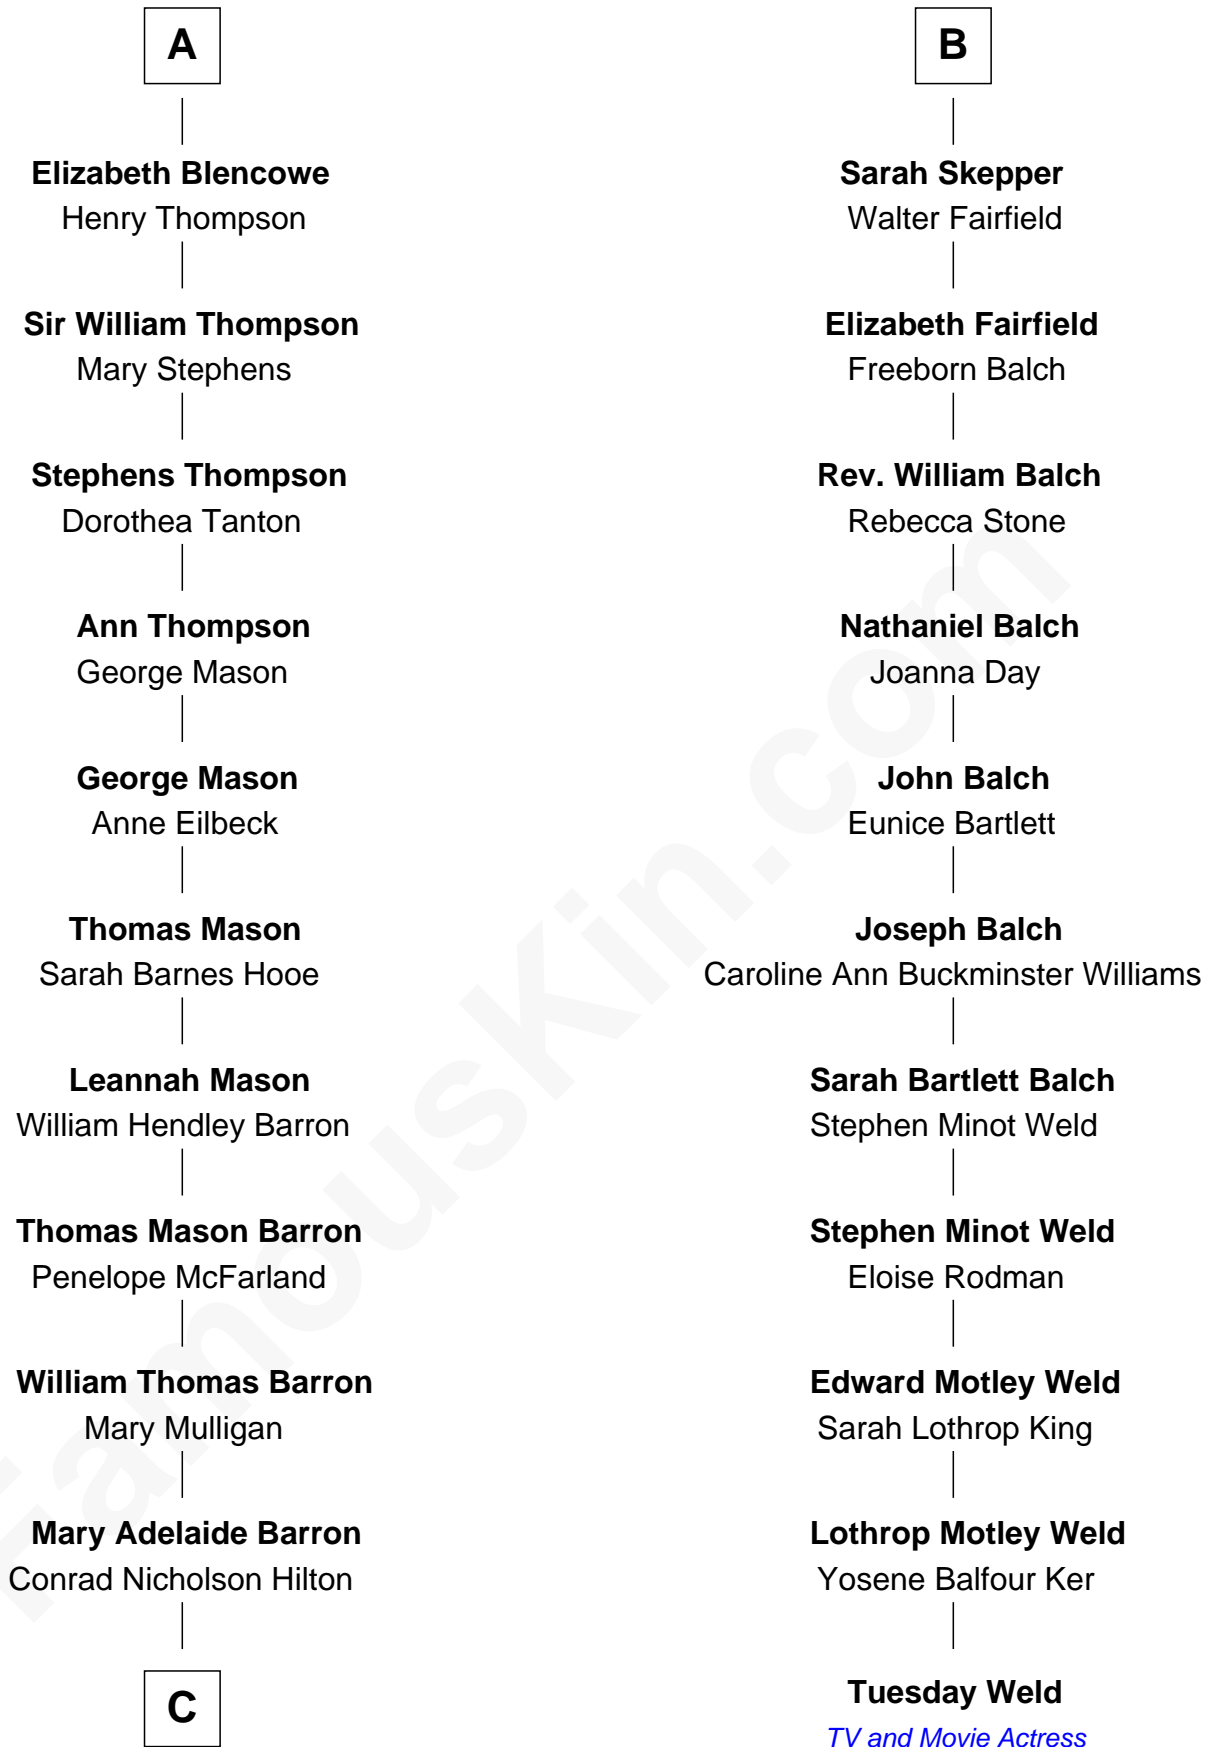 A
Elizabeth Blencowe
Henry Thompson
Sir William Thompson
Mary Stephens
Stephens Thompson
Dorothea Tanton
Ann Thompson
George Mason
George Mason
Anne Eilbeck
Thomas Mason
Sarah Barnes Hooe
Leannah Mason
William Hendley Barron
Thomas Mason Barron
Penelope McFarland
William Thomas Barron
Mary Mulligan
Mary Adelaide Barron
Conrad Nicholson Hilton
C
B
Sarah Skepper
Walter Fairfield
Elizabeth Fairfield
Freeborn Balch
Rev. William Balch
Rebecca Stone
Nathaniel Balch
Joanna Day
John Balch
Eunice Bartlett
Joseph Balch
Caroline Ann Buckminster Williams
Sarah Bartlett Balch
Stephen Minot Weld
Stephen Minot Weld
Eloise Rodman
Edward Motley Weld
Sarah Lothrop King
Lothrop Motley Weld
Yosene Balfour Ker
Tuesday Weld
TV and Movie Actress
FamousKin.com